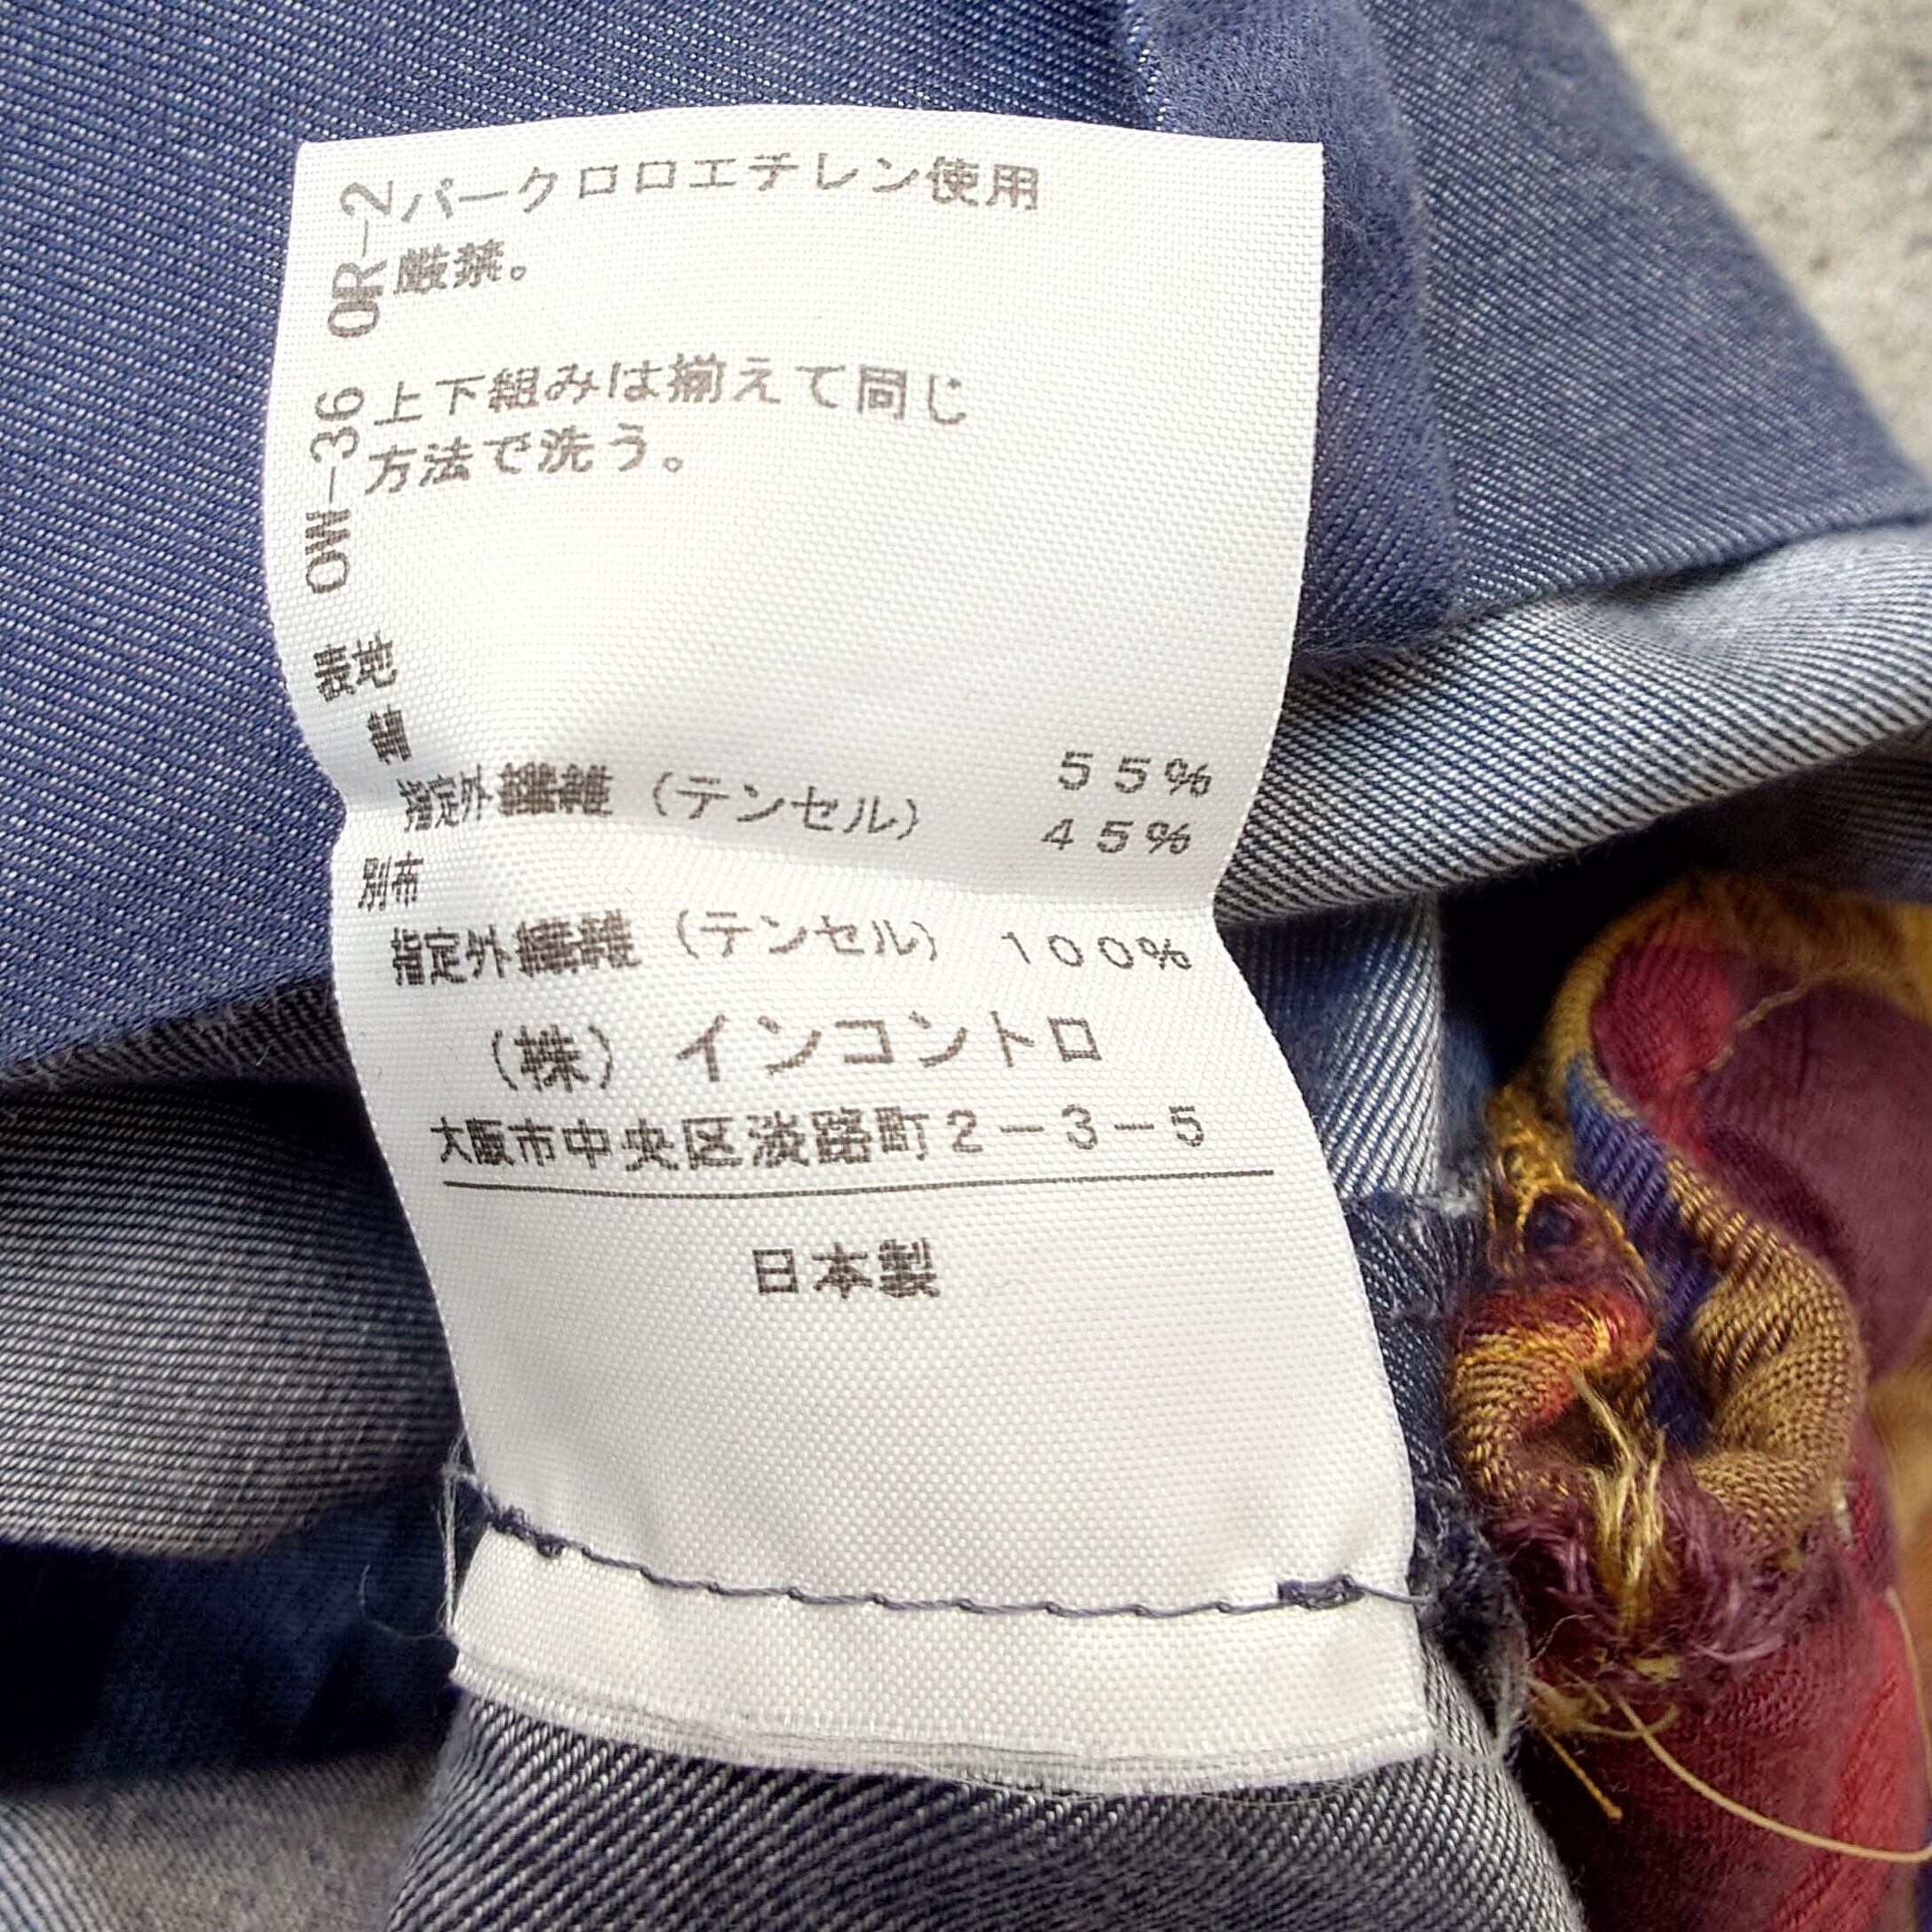 OR-2 パークロロエチレン使用
厳禁。
OW-36 上下組みは揃えて同じ
方法で洗う。
表地
綿 55%
指定外繊維（テンセル） 45%
別布
指定外繊維（テンセル） 100%
（株） インコントロ
大阪市中央区淡路町2-3-5
日本製